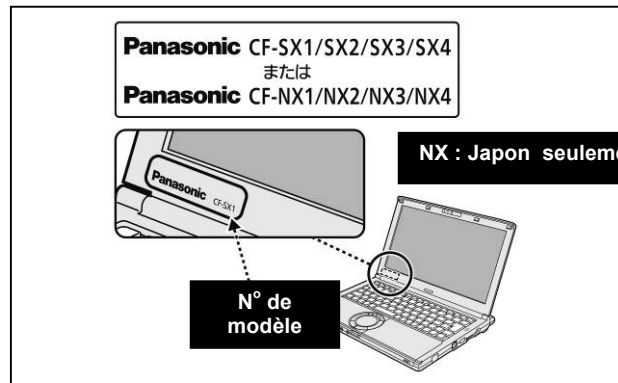 Panasonic CF-SX1/SX2/SX3/SX4
または
Panasonic CF-NX1/NX2/NX3/NX4
NX : Japon seulem
Panasonic CF-SX1
N° de
modèle